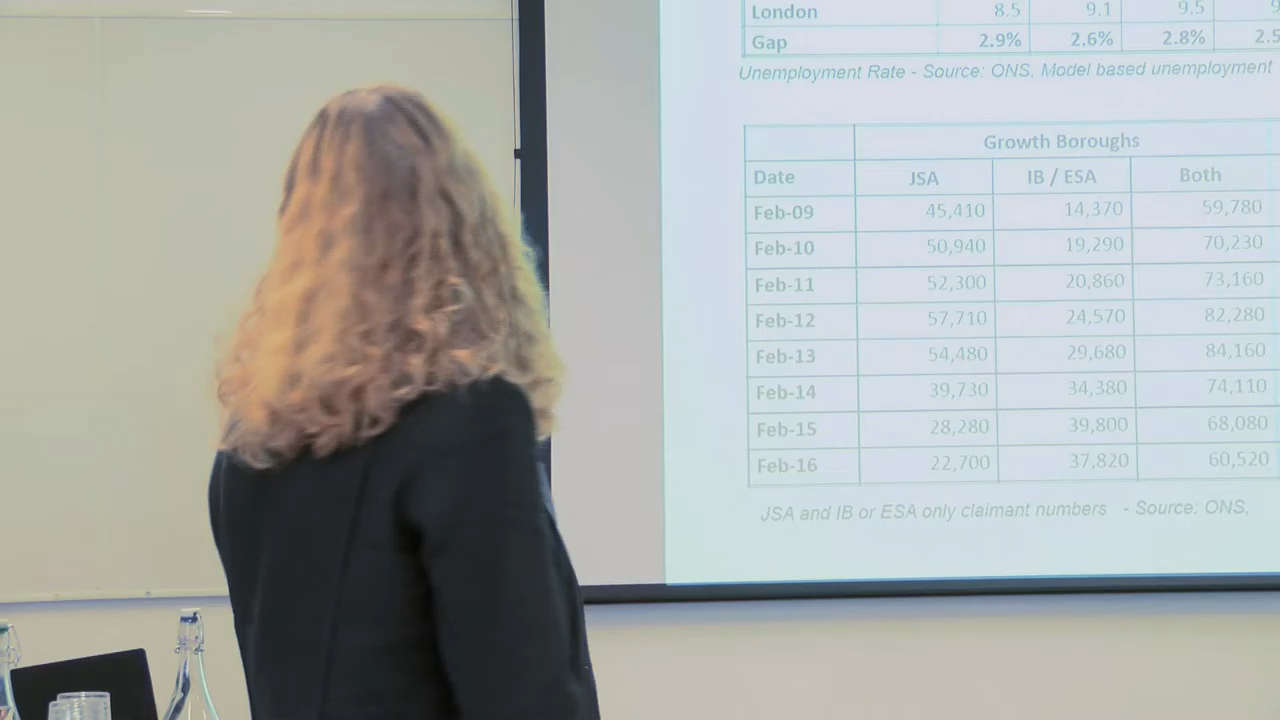 London 8.5 9.1 9.5
Gap 2.9% 2.6% 2.8% 2.5
Unemployment Rate - Source: ONS. Model based unemployment
Growth Boroughs
Date JSA IB / ESA Both
Feb-09 45,410 14,370 59,780
Feb-10 50,940 19,290 70,230
Feb-11 52,300 20,860 73,160
Feb-12 57,710 24,570 82,280
Feb-13 54,480 29,680 84,160
Feb-14 39,730 34,380 74,110
Feb-15 28,280 39,800 68,080
Feb-16 22,700 37,820 60,520
JSA and IB or ESA only claimant numbers - Source: ONS,